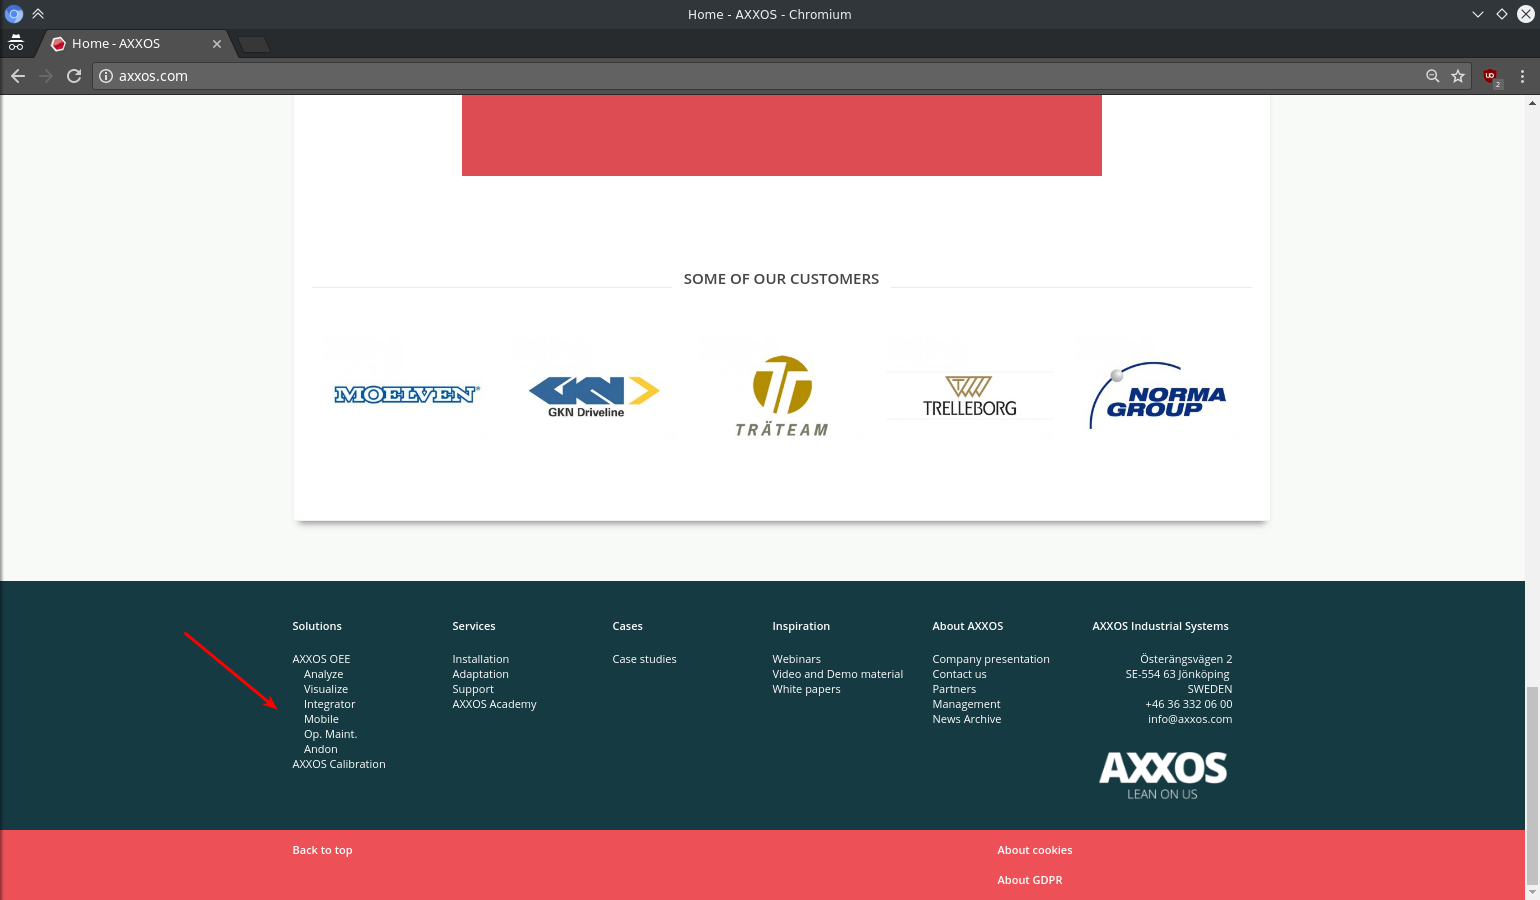 Home - AXXOS - Chromium
Home - AXXOS
axxos.com
UD
2
SOME OF OUR CUSTOMERS
MOELVEN
GKN Driveline
TRÄTEAM
TRELLEBORG
NORMA
GROUP
Solutions
AXXOS OEE
Analyze
Visualize
Integrator
Mobile
Op. Maint.
Andon
AXXOS Calibration
Services
Installation
Adaptation
Support
AXXOS Academy
Cases
Case studies
Inspiration
Webinars
Video and Demo material
White papers
About AXXOS
Company presentation
Contact us
Partners
Management
News Archive
AXXOS Industrial Systems
Österängsvägen 2
SE-554 63 Jönköping
SWEDEN
+46 36 332 06 00
info@axxos.com
AXXOS
LEAN ON US
Back to top
About cookies
About GDPR